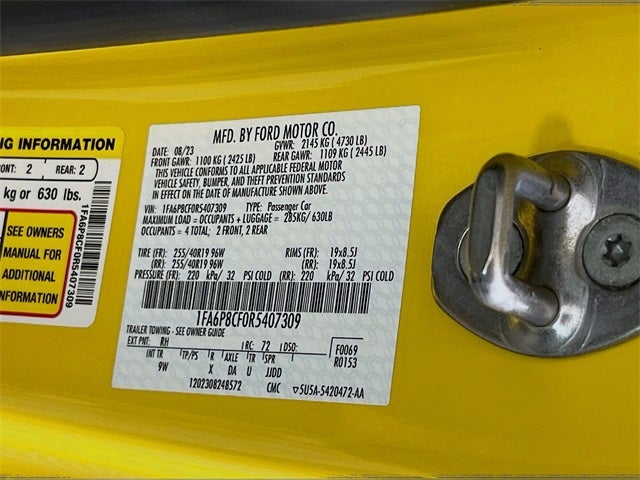 NG INFORMATION
ONT: 2 REAR: 2
kg or 630 lbs.
SEE OWNERS
MANUAL FOR
ADDITIONAL
INFORMATION
1FA6P8CF0R5407309
MFD. BY FORD MOTOR CO.
DATE: 08/23 GVWR: 2145 KG (4730 LB)
FRONT GAWR: 1100 KG (2425 LB) REAR GAWR: 1109 KG (2445 LB)
THIS VEHICLE CONFORMS TO ALL APPLICABLE FEDERAL MOTOR
VEHICLE SAFETY, BUMPER, AND THEFT PREVENTION STANDARDS
IN EFFECT ON THE DATE OF MANUFACTURE SHOWN ABOVE.
VIN: 1FA6P8CF0R5407309 TYPE: Passenger Car
MAXIMUM LOAD = OCCUPANTS + LUGGAGE = 285KG/630LB
OCCUPANTS = 4 TOTAL; 2 FRONT, 2 REAR
TIRE (FR): 255/40R19 96W RIMS (FR): 19x8.5J
(RR): 255/40R19 96W (RR): 19x8.5J
PRESSURE (FR): 220 kPa/ 32 PSI COLD (RR): 220 kPa/ 32 PSI COLD
1FA6P8CF0R5407309
TRAILER TOWING - SEE OWNER GUIDE
EXT PNT: RH RC: 72 DSO: F0069
INT TR TP/PS R AXLE TR SPR R0153
9W X DA U JJDD
1202308248572 CMC 5U5A-5420472-AA